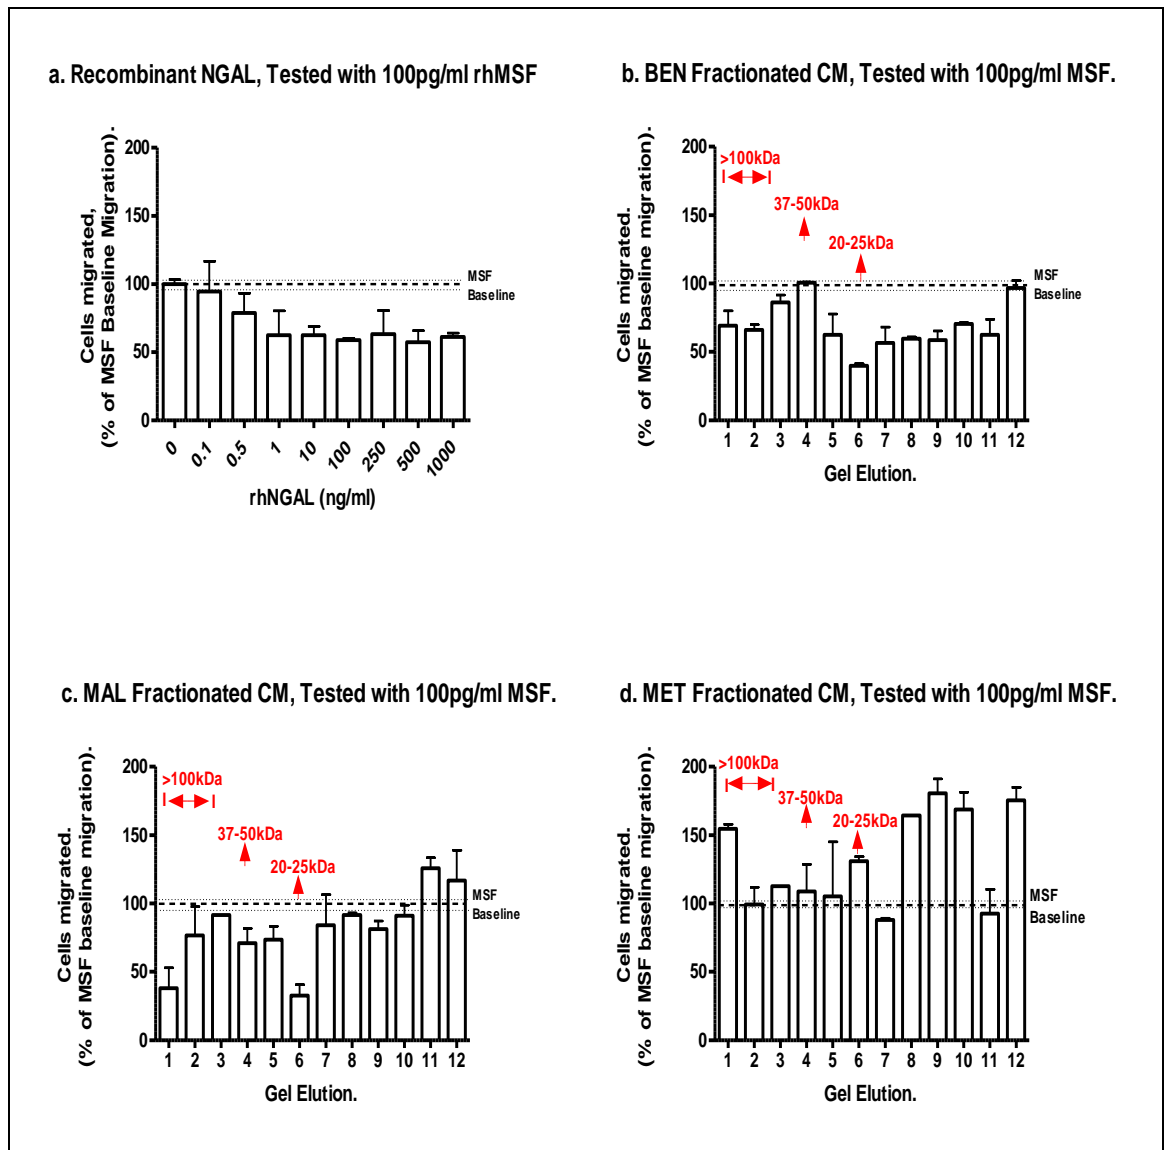 a. Recombinant NGAL, Tested with 100pg/ml rhMSF
Cells migrated,
(% of MSF Baseline Migration).
200
150
100
50
0
MSF
Baseline
0 0.1 0.5 1 10 100 250 500 1000
rhNGAL (ng/ml)
b. BEN Fractionated CM, Tested with 100pg/ml MSF.
Cells migrated.
(% of MSF baseline migration).
200
150
100
50
0
>100kDa
37-50kDa
20-25kDa
MSF
Baseline
1 2 3 4 5 6 7 8 9 10 11 12
Gel Elution.
c. MAL Fractionated CM, Tested with 100pg/ml MSF.
Cells migrated.
(% of MSF baseline migration).
200
150
100
50
0
>100kDa
37-50kDa
20-25kDa
MSF
Baseline
1 2 3 4 5 6 7 8 9 10 11 12
Gel Elution.
d. MET Fractionated CM, Tested with 100pg/ml MSF.
Cells migrated.
(% of MSF baseline migration).
200
150
100
50
0
>100kDa
37-50kDa
20-25kDa
MSF
Baseline
1 2 3 4 5 6 7 8 9 10 11 12
Gel Elution.